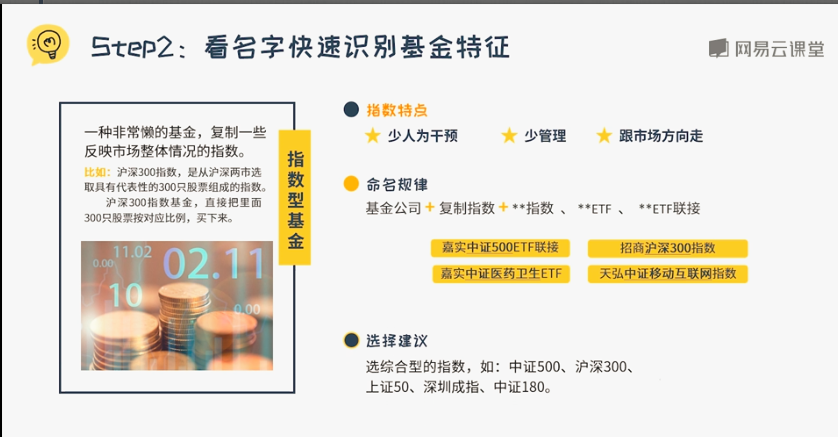 Step2：看名字快速识别基金特征
网易云课堂
一种非常懒的基金，复制一些
反映市场整体情况的指数。
比如：沪深300指数，是从沪深两市选
取具有代表性的300只股票组成的指数。
沪深300指数基金，直接把里面
300只股票按对应比例，买下来。
指数型基金
11.02
0.00
02.11
10
0.00
指数特点
★ 少人为干预 ★ 少管理 ★ 跟市场方向走
命名规律
基金公司+复制指数+**指数 、 **ETF 、 **ETF联接
嘉实中证500ETF联接 招商沪深300指数
嘉实中证医药卫生ETF 天弘中证移动互联网指数
选择建议
选综合型的指数，如：中证500、沪深300、
上证50、深圳成指、中证180。